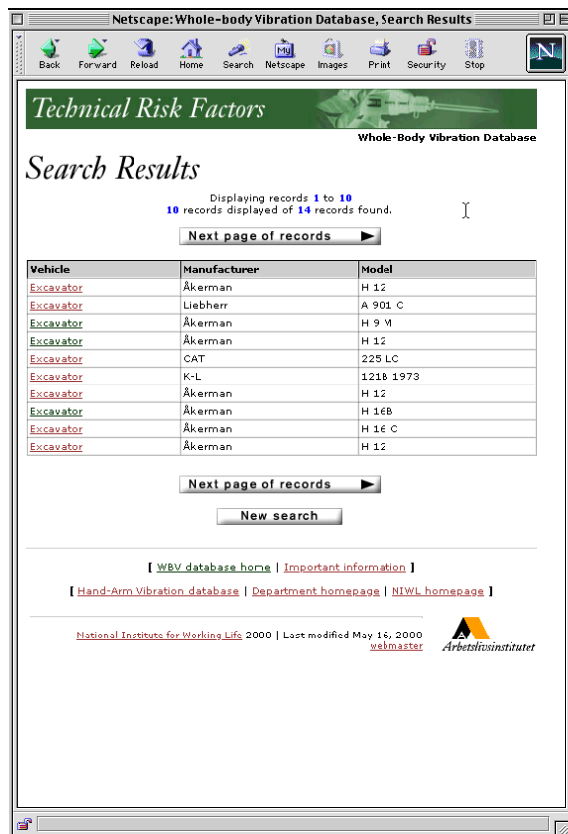 Netscape: Whole-body Vibration Database, Search Results
Back Forward Reload Home Search Netscape Images Print Security Stop
My
N
Technical Risk Factors
Whole-Body Vibration Database
Search Results
Displaying records 1 to 10
10 records displayed of 14 records found.
Next page of records
Vehicle Manufacturer Model
Excavator Åkerman H 12
Excavator Liebherr A 901 C
Excavator Åkerman H 9 M
Excavator Åkerman H 12
Excavator CAT 225 LC
Excavator K-L 121B 1973
Excavator Åkerman H 12
Excavator Åkerman H 16B
Excavator Åkerman H 16 C
Excavator Åkerman H 12
Next page of records
New search
[ WBV database home | Important information ]
[ Hand-Arm Vibration database | Department homepage | NIWL homepage ]
National Institute for Working Life 2000 | Last modified May 16, 2000
webmaster
Arbetslivsinstitutet